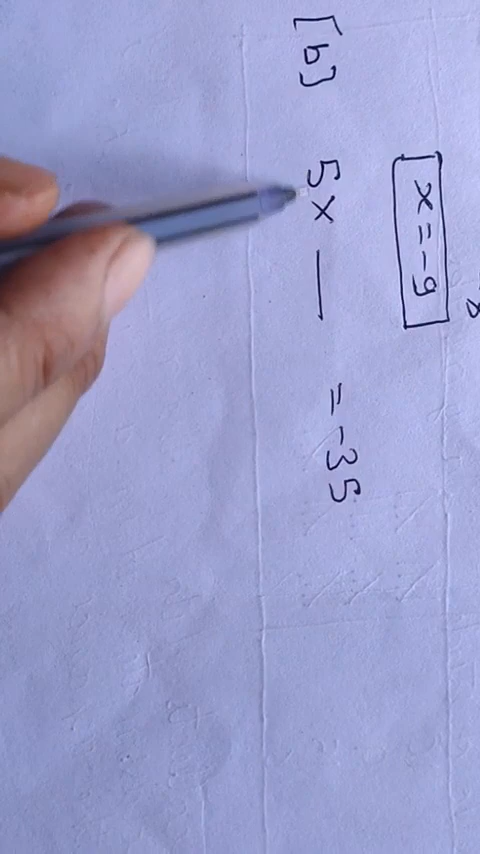 x = -9
[b] 5x — = -35